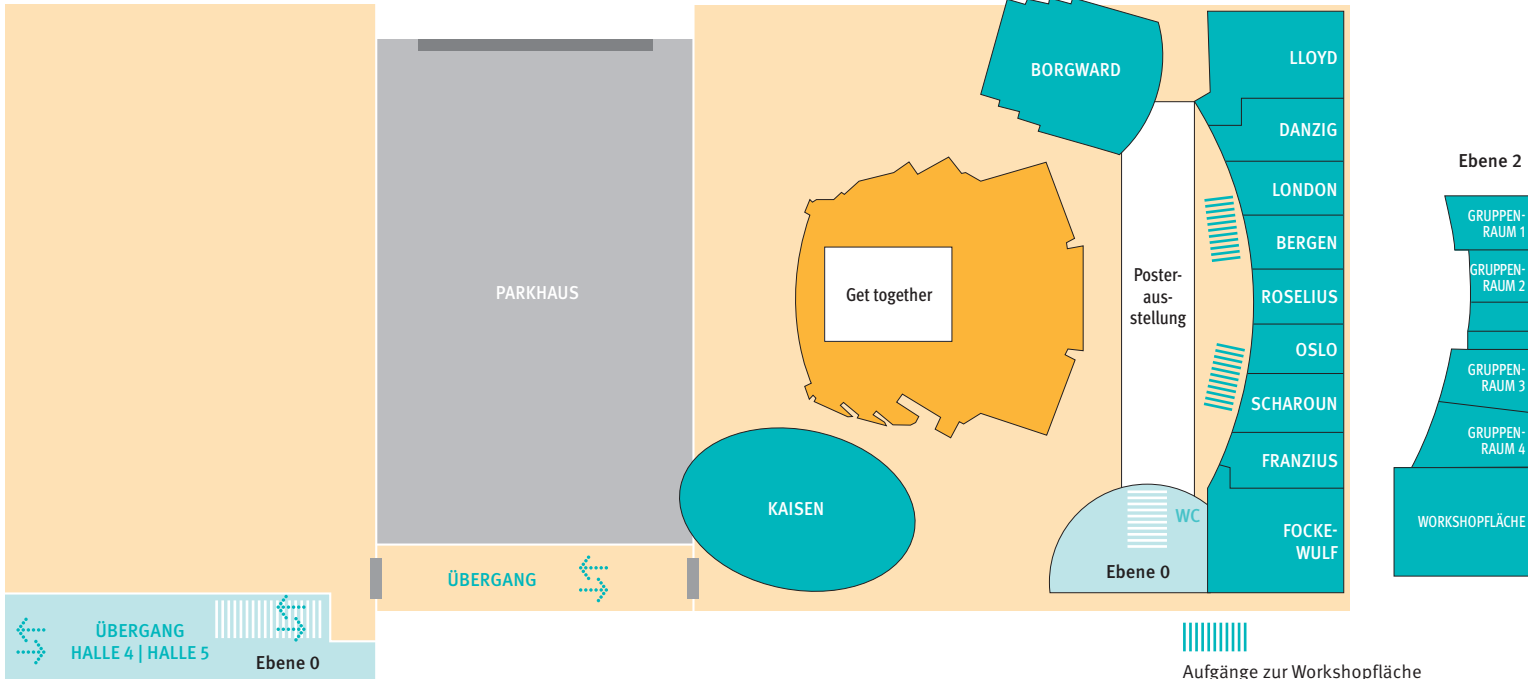 LLOYD
BORGWARD
DANZIG
Ebene 2
LONDON
GRUPPEN-
RAUM 1
BERGEN
Poster-
aus-
stellung
GRUPPEN-
RAUM 2
PARKHAUS
Get together
ROSELIUS
OSLO
GRUPPEN-
RAUM 3
SCHAROUN
GRUPPEN-
RAUM 4
FRANZIUS
KAISEN
WC
WORKSHOPFLÄCHE
FOCKE-
WULF
Ebene 0
ÜBERGANG
ÜBERGANG
HALLE 4 | HALLE 5
Ebene 0
Aufgänge zur Workshopfläche